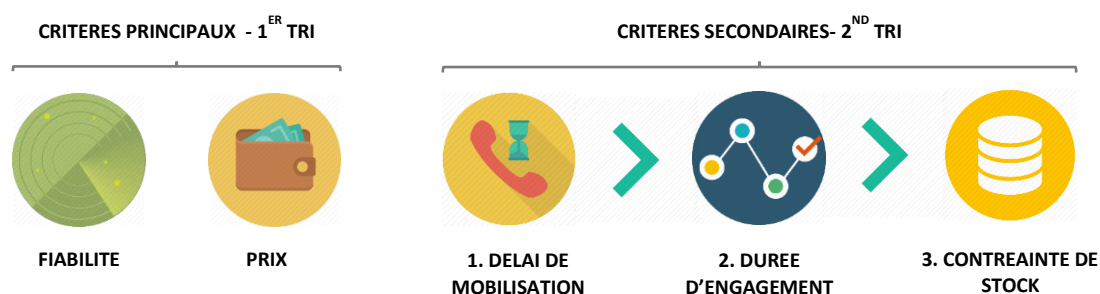 CRITERES PRINCIPAUX - 1ER TRI
CRITERES SECONDAIRES- 2ND TRI
FIABILITE
PRIX
1. DELAI DE
MOBILISATION
2. DUREE
D’ENGAGEMENT
3. CONTREAINTE DE
STOCK